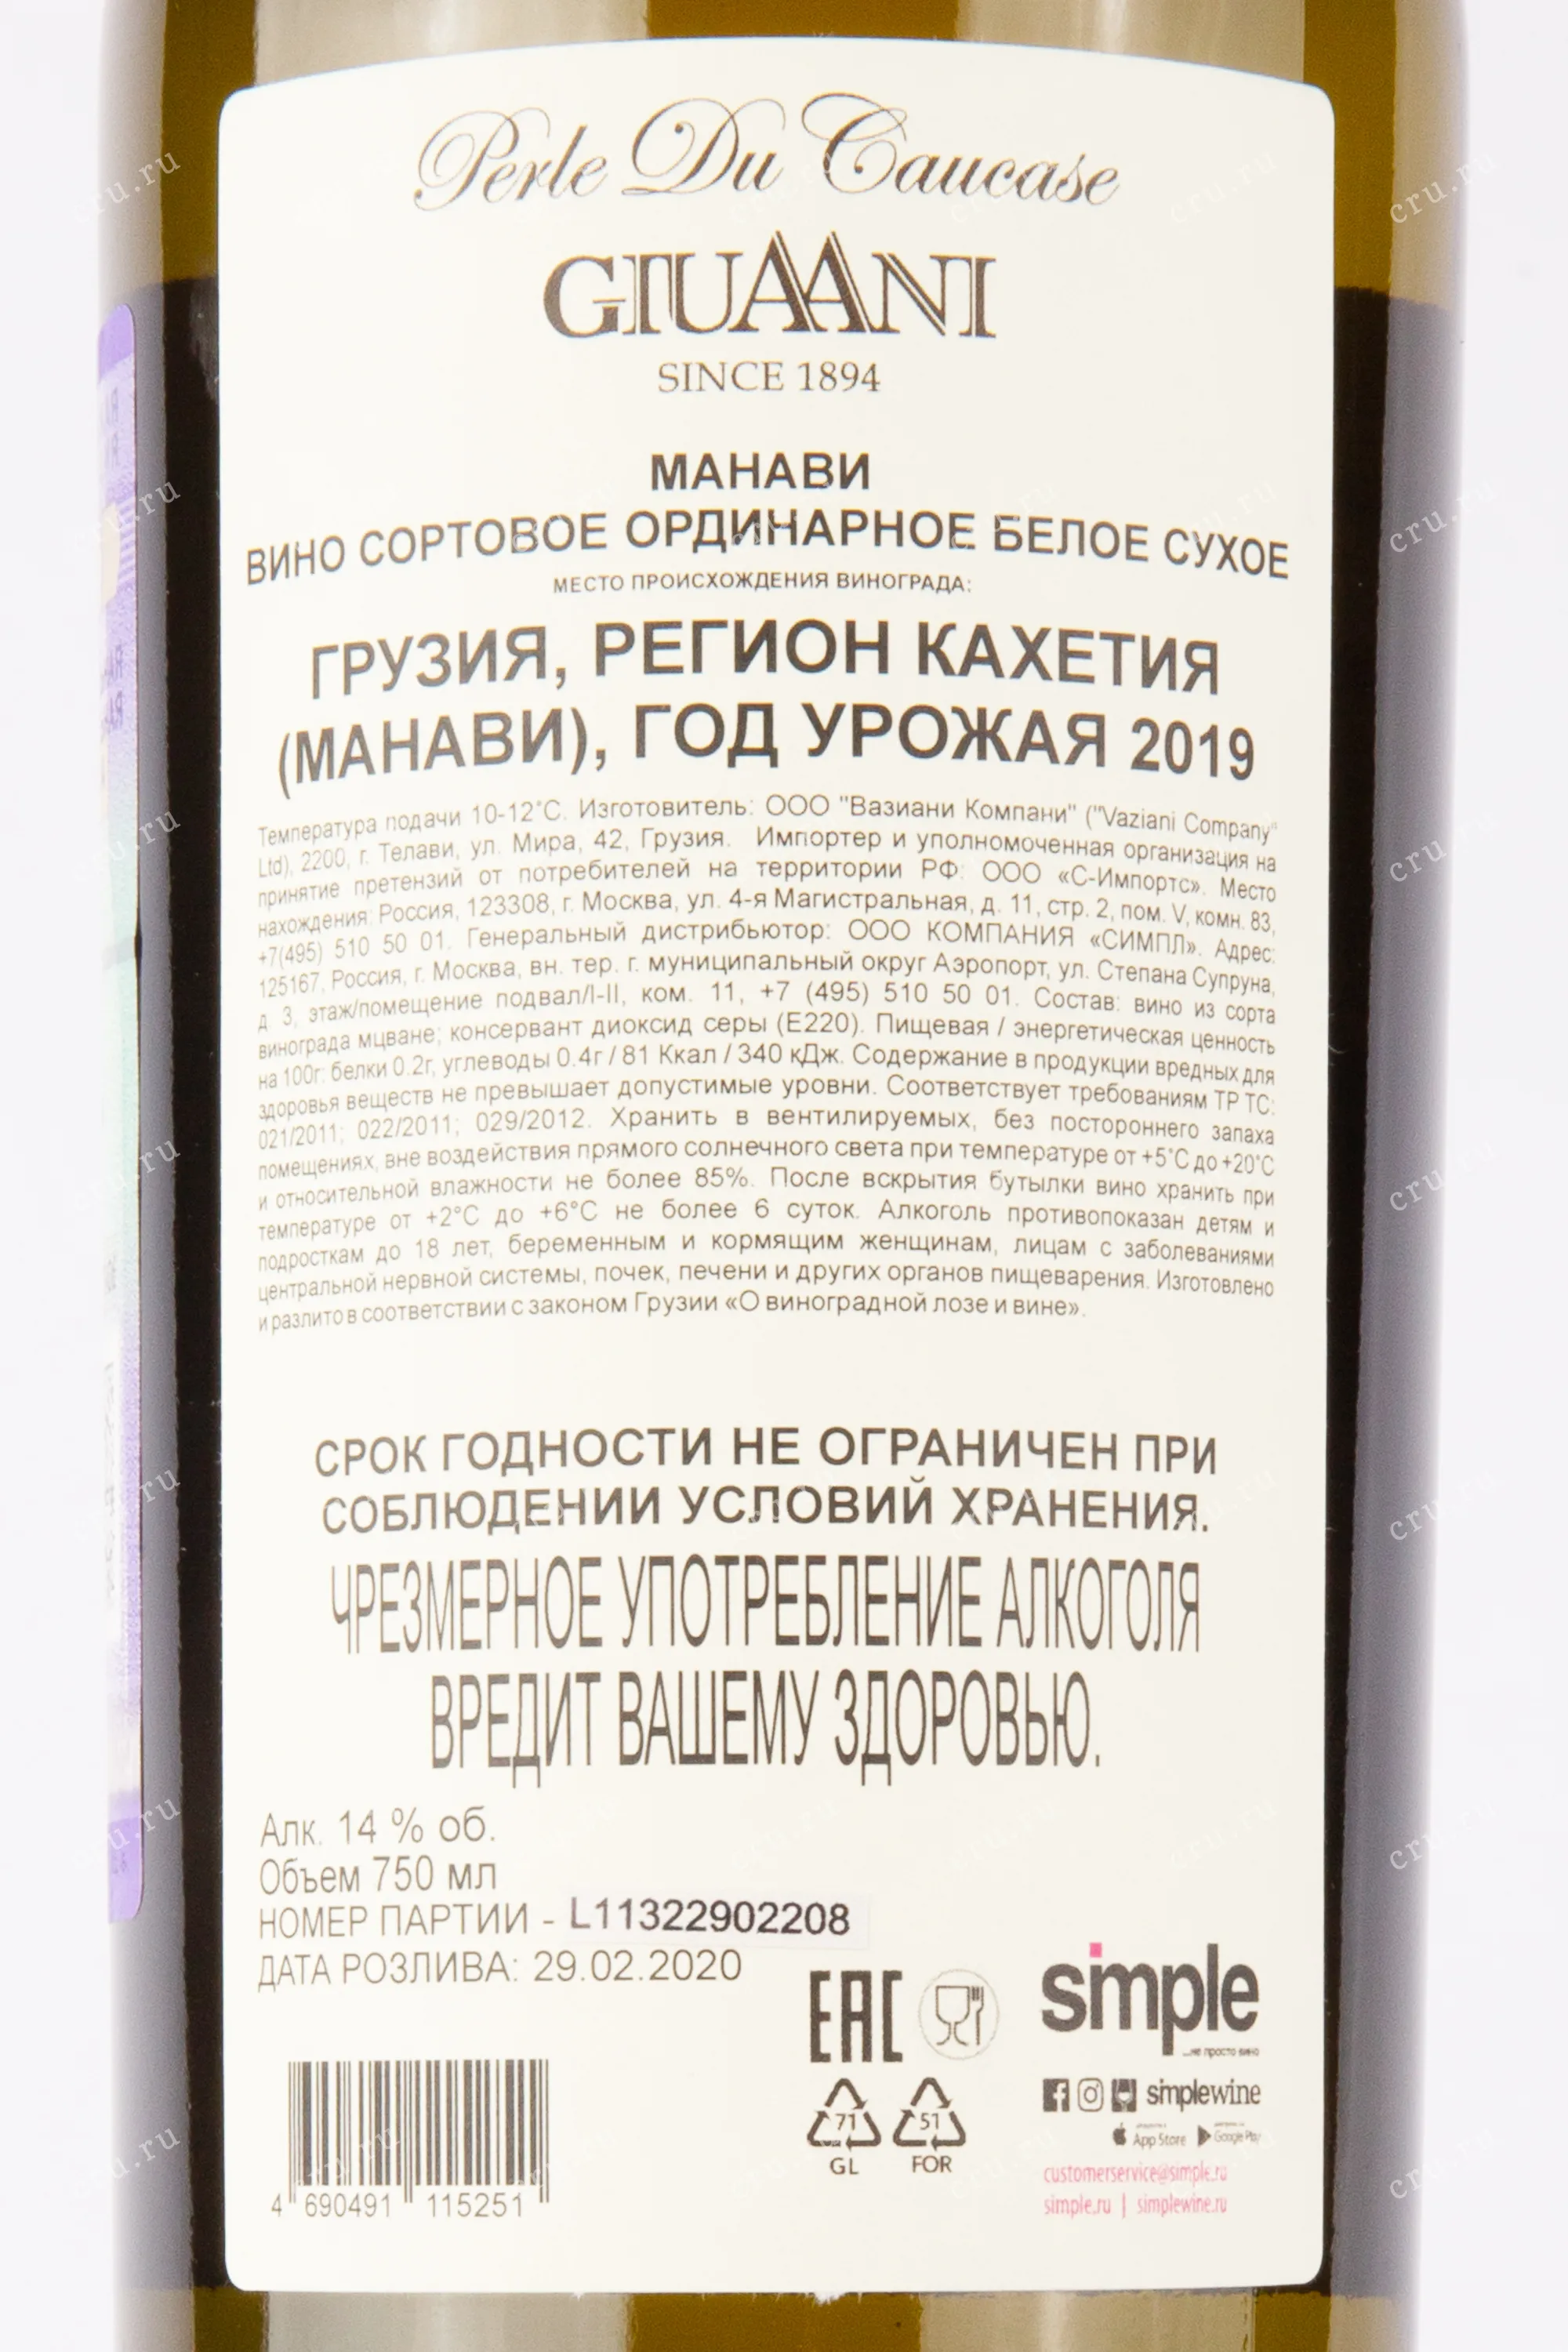 Perle Du Caucase
GIUAANI
SINCE 1894
МАНАВИ
ВИНО СОРТОВОЕ ОРДИНАРНОЕ БЕЛОЕ СУХОЕ
МЕСТО ПРОИСХОЖДЕНИЯ ВИНОГРАДА:
ГРУЗИЯ, РЕГИОН КАХЕТИЯ
(МАНАВИ), ГОД УРОЖАЯ 2019
Температура подачи 10-12°С. Изготовитель: ООО "Вазиани Компани" ("Vaziani Company"
Ltd), 2200, г. Телави, ул. Мира, 42, Грузия. Импортер и уполномоченная организация на
принятие претензий от потребителей на территории РФ: ООО «С-Импортс». Место
нахождения: Россия, 123308, г. Москва, ул. 4-я Магистральная, д. 11, стр. 2, пом. V, комн. 83,
+7(495) 510 50 01. Генеральный дистрибьютор: ООО КОМПАНИЯ «СИМПЛ». Адрес:
125167, Россия, г. Москва, вн. тер. г. муниципальный округ Аэропорт, ул. Степана Супруна,
д. 3, этаж/помещение подвал/I-II, ком. 11, +7 (495) 510 50 01. Состав: вино из сорта
винограда мцване; консервант диоксид серы (Е220). Пищевая / энергетическая ценность
на 100г: белки 0.2г, углеводы 0.4г / 81 Ккал / 340 кДж. Содержание в продукции вредных для
здоровья веществ не превышает допустимые уровни. Соответствует требованиям ТР ТС:
021/2011; 022/2011; 029/2012. Хранить в вентилируемых, без постороннего запаха
помещениях, вне воздействия прямого солнечного света при температуре от +5°С до +20°С
и относительной влажности не более 85%. После вскрытия бутылки вино хранить при
температуре от +2°С до +6°С не более 6 суток. Алкоголь противопоказан детям и
подросткам до 18 лет, беременным и кормящим женщинам, лицам с заболеваниями
центральной нервной системы, почек, печени и других органов пищеварения. Изготовлено
и разлито в соответствии с законом Грузии «О виноградной лозе и вине».
СРОК ГОДНОСТИ НЕ ОГРАНИЧЕН ПРИ
СОБЛЮДЕНИИ УСЛОВИЙ ХРАНЕНИЯ.
ЧРЕЗМЕРНОЕ УПОТРЕБЛЕНИЕ АЛКОГОЛЯ
ВРЕДИТ ВАШЕМУ ЗДОРОВЬЮ.
Алк. 14 % об.
Объем 750 мл
НОМЕР ПАРТИИ - L11322902208
ДАТА РОЗЛИВА: 29.02.2020
EAC
simple
...не просто вино
71
GL
51
FOR
simplewine
App Store Google Play
customerservice@simple.ru
simple.ru | simplewine.ru
4 690491 115251
cru.ru